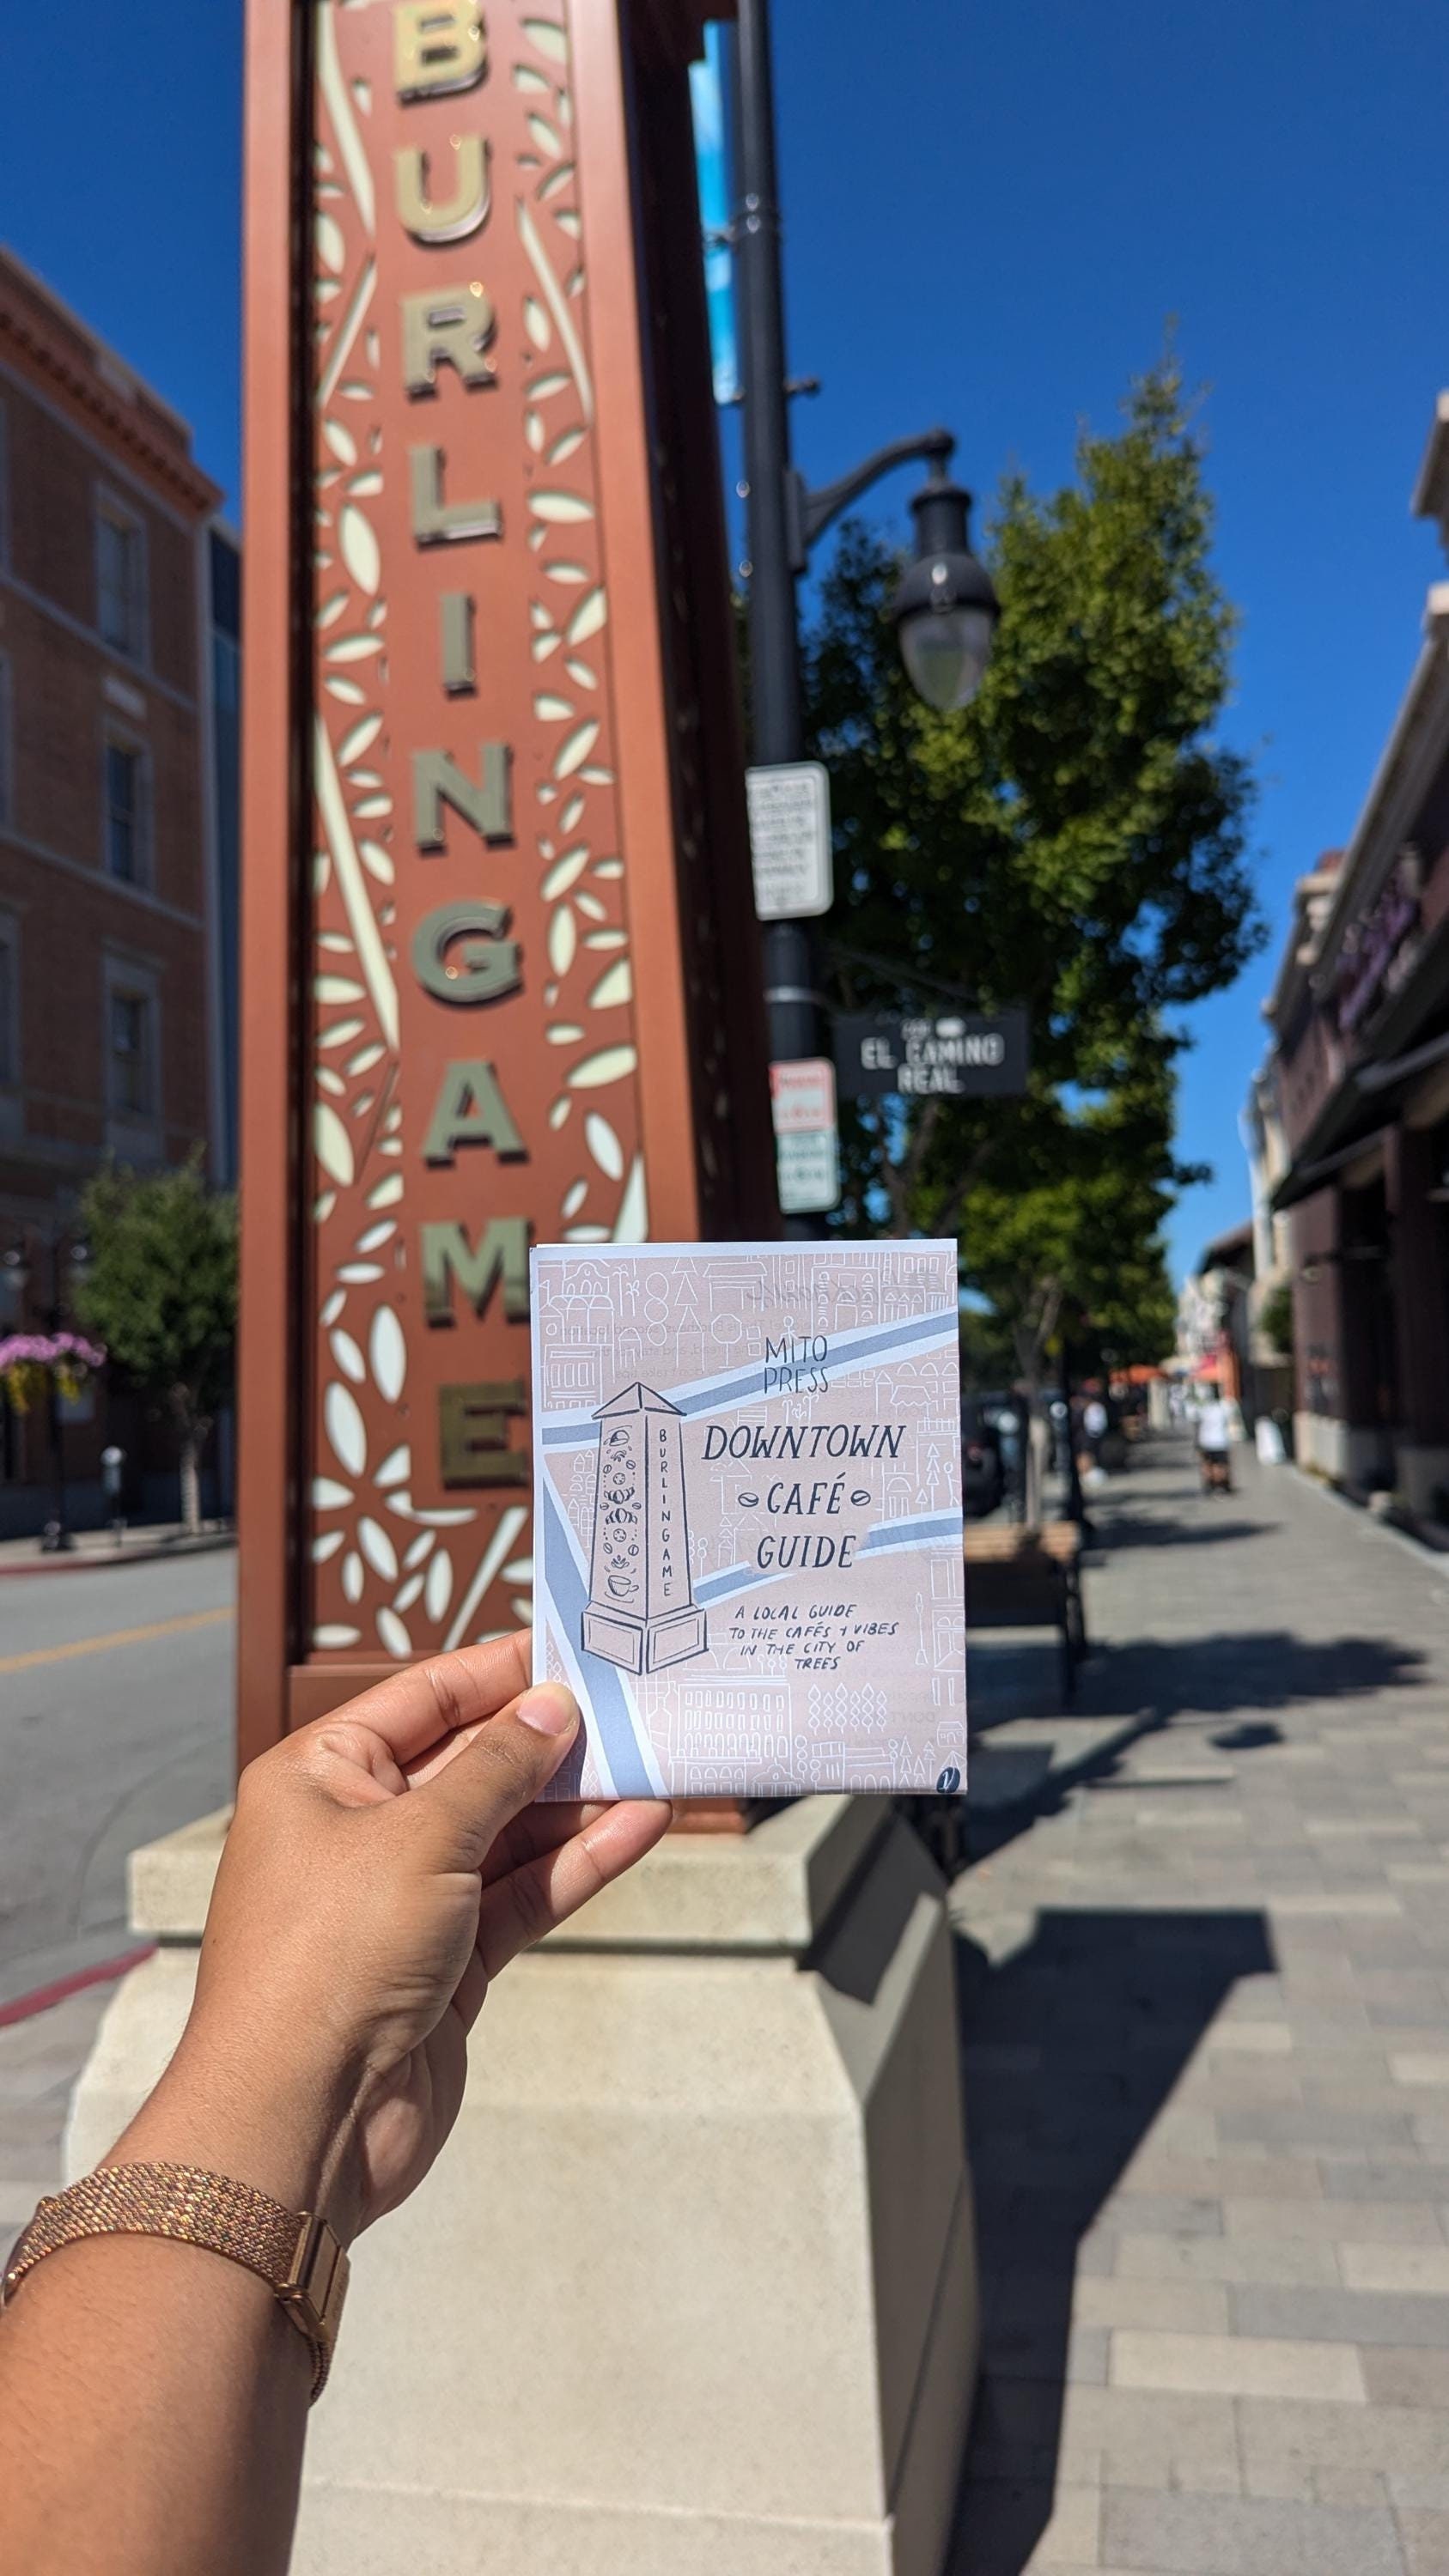 BURLINGAME
EL CAMINO
REAL
MITO
PRESS
DOWNTOWN
CAFÉ
GUIDE
BURLINGAME
A LOCAL GUIDE
TO THE CAFÉS + VIBES
IN THE CITY OF
TREES